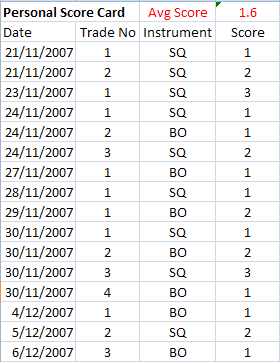 Personal Score Card Avg Score 1.6
Date Trade No Instrument Score
21/11/2007 1 SQ 1
21/11/2007 2 SQ 2
23/11/2007 1 SQ 3
24/11/2007 1 SQ 1
24/11/2007 2 BO 1
24/11/2007 3 SQ 2
27/11/2007 1 BO 1
28/11/2007 1 SQ 1
29/11/2007 1 BO 2
30/11/2007 1 SQ 1
30/11/2007 2 BO 2
30/11/2007 3 SQ 3
30/11/2007 4 BO 1
4/12/2007 1 BO 1
5/12/2007 2 SQ 2
6/12/2007 3 BO 1